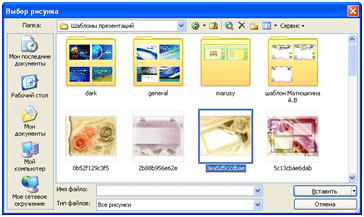 Выбор рисунка
Папка: Шаблоны презентаций
Сервис
Мои последние документы
Рабочий стол
Мои документы
Мой компьютер
Мое сетевое окружение
dark
general
marusy
шаблон Матюшкина А.В
0b52f129c3f5
2b88b956e62e
5c13cbae6dab
Имя файла:
Тип файлов: Все рисунки
Вставить
Отмена